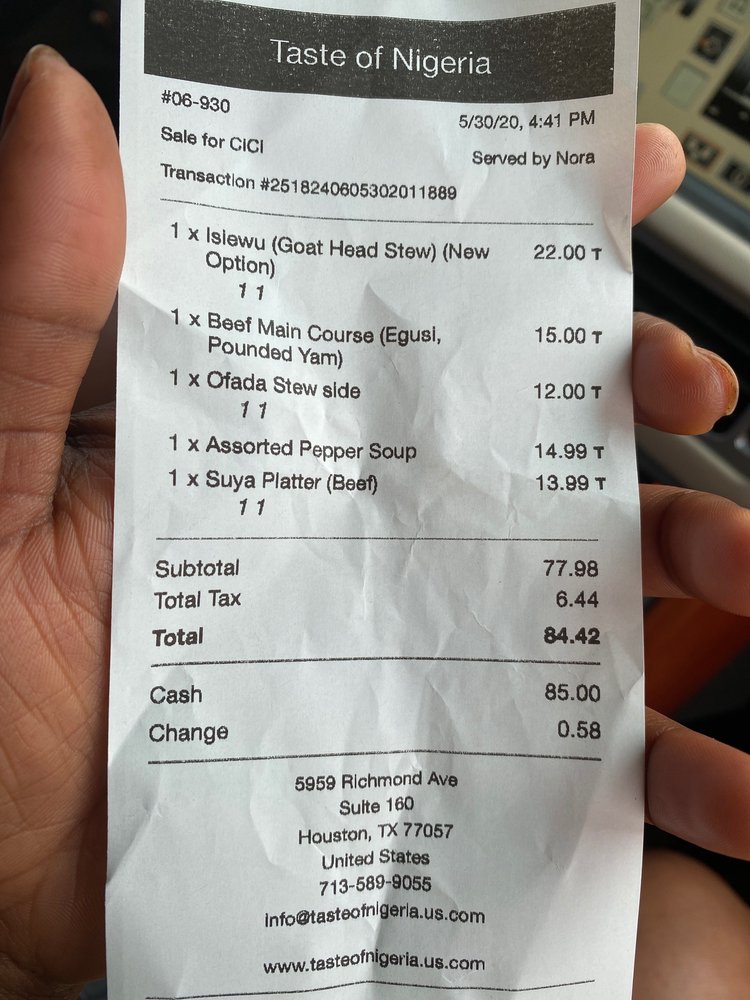 Taste of Nigeria
#06-930
5/30/20, 4:41 PM
Sale for CICI
Served by Nora
Transaction #2518240605302011889
1 x Isiewu (Goat Head Stew) (New 22.00 T
Option)
1 1
1 x Beef Main Course (Egusi, 15.00 T
Pounded Yam)
1 x Ofada Stew side 12.00 T
1 1
1 x Assorted Pepper Soup 14.99 T
1 x Suya Platter (Beef) 13.99 T
1 1
Subtotal 77.98
Total Tax 6.44
Total 84.42
Cash 85.00
Change 0.58
5959 Richmond Ave
Suite 160
Houston, TX 77057
United States
713-589-9055
info@tasteofnigeria.us.com
www.tasteofnigeria.us.com